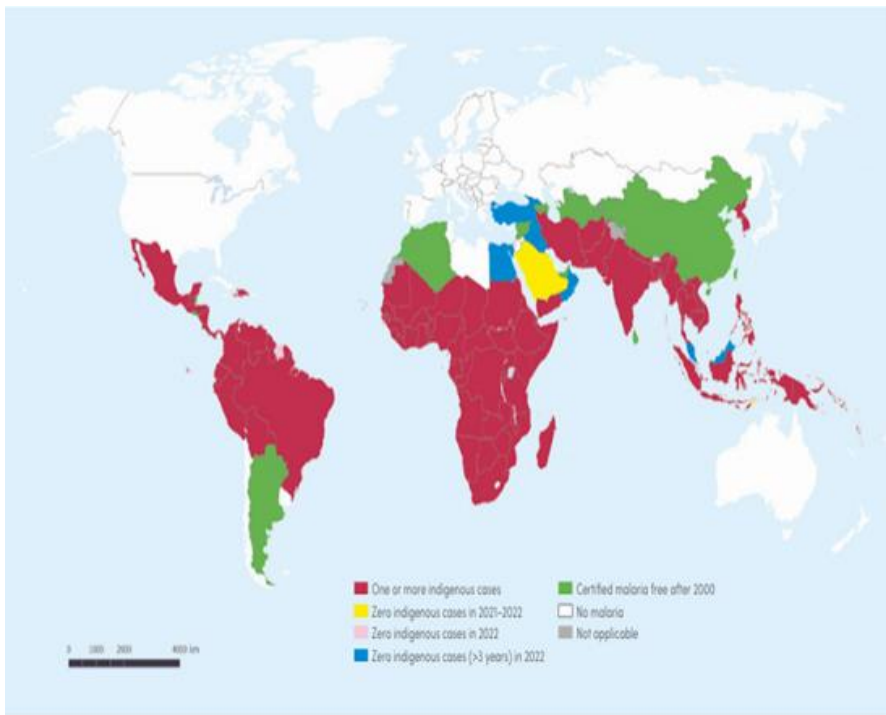 One or more indigenous cases
Zero indigenous cases in 2021–2022
Zero indigenous cases in 2022
Zero indigenous cases (>3 years) in 2022
Certified malaria free after 2000
No malaria
Not applicable
0 1000 2000 4000 km